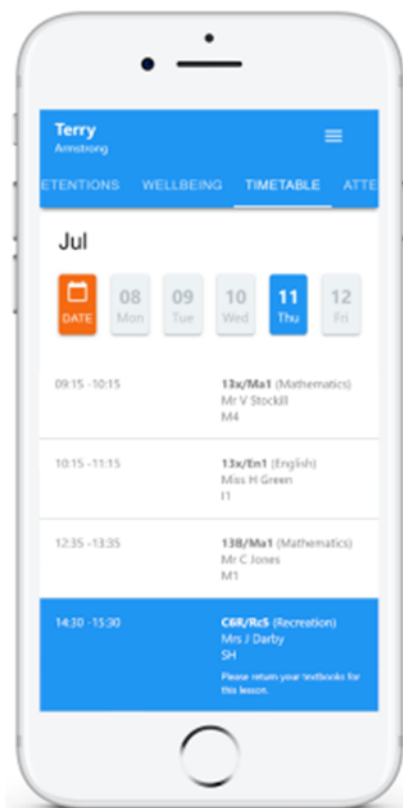 Terry
Armstrong
ETENTIONS WELLBEING TIMETABLE ATTE
Jul
DATE
08 Mon
09 Tue
10 Wed
11 Thu
12 Fri
09:15 -10:15
13x/Ma1 (Mathematics)
Mr V Stockill
M4
10:15 -11:15
13x/En1 (English)
Miss H Green
I1
12:35 -13:35
13B/Ma1 (Mathematics)
Mr C Jones
M1
14:30 -15:30
C6R/Rc5 (Recreation)
Mrs J Darby
SH
Please return your textbooks for
this lesson.